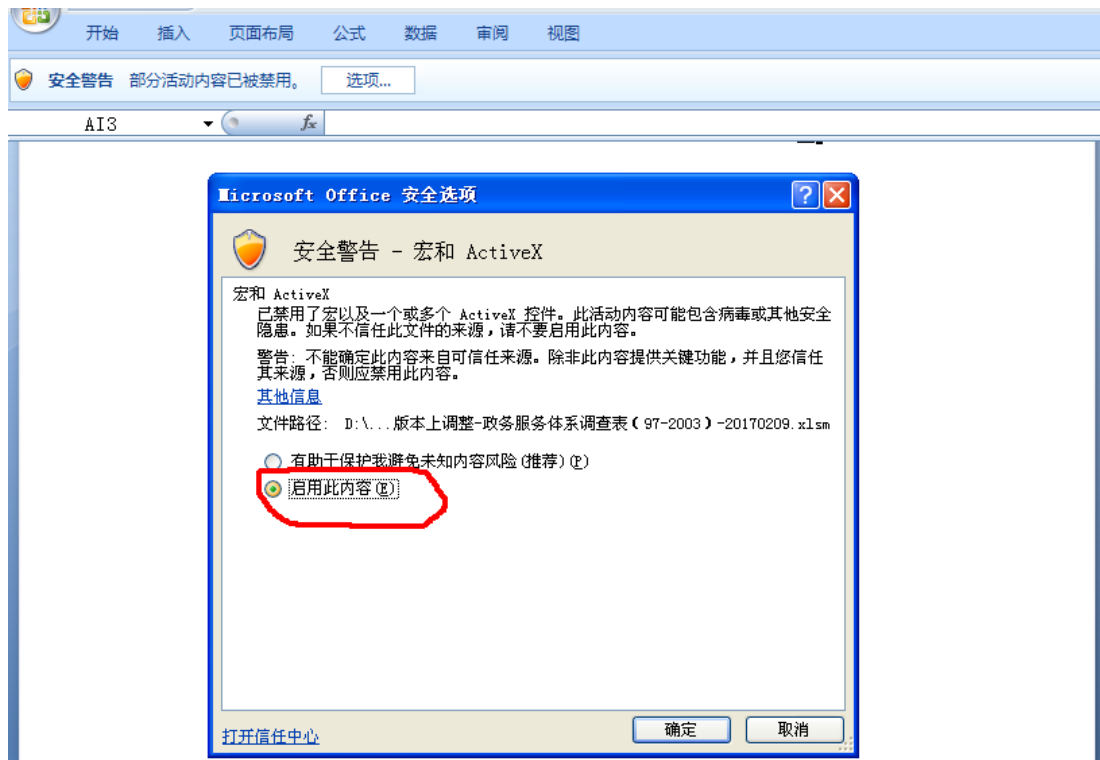 开始 插入 页面布局 公式 数据 审阅 视图
安全警告 部分活动内容已被禁用。 选项...
AI3 fx
Microsoft Office 安全选项
安全警告 - 宏和 ActiveX
宏和 ActiveX
已禁用了宏以及一个或多个 ActiveX 控件。此活动内容可能包含病毒或其他安全
隐患。如果不信任此文件的来源，请不要启用此内容。
警告: 不能确定此内容来自可信任来源。除非此内容提供关键功能，并且您信任
其来源，否则应禁用此内容。
其他信息
文件路径: D:\...版本上调整-政务服务体系调查表(97-2003)-20170209.xlsm
有助于保护我避免未知内容风险(推荐)(P)
启用此内容(E)
打开信任中心 确定 取消